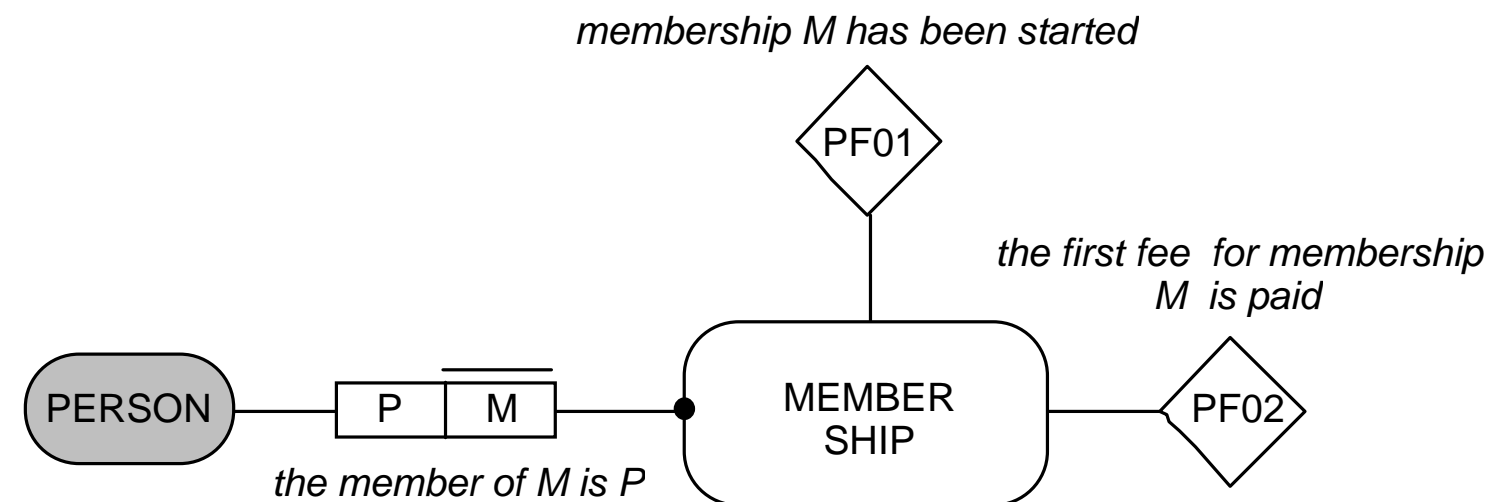 membership M has been started
PF01
the first fee for membership
M is paid
PERSON
P
M
MEMBER
SHIP
PF02
the member of M is P